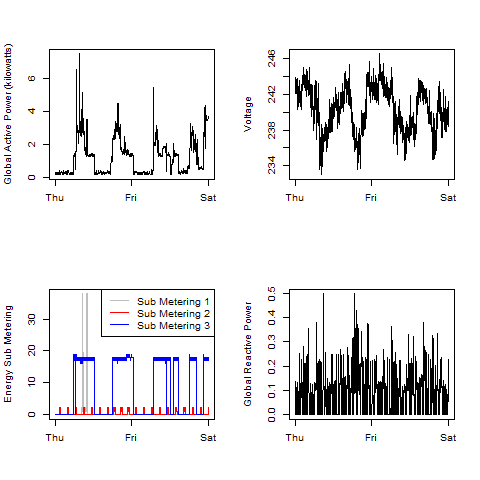 Global Active Power (kilowatts)
0
2
4
6
Thu
Fri
Sat
Voltage
234
238
242
246
Thu
Fri
Sat
Energy Sub Metering
0
10
20
30
Sub Metering 1
Sub Metering 2
Sub Metering 3
Thu
Fri
Sat
Global Reactive Power
0.0
0.1
0.2
0.3
0.4
0.5
Thu
Fri
Sat